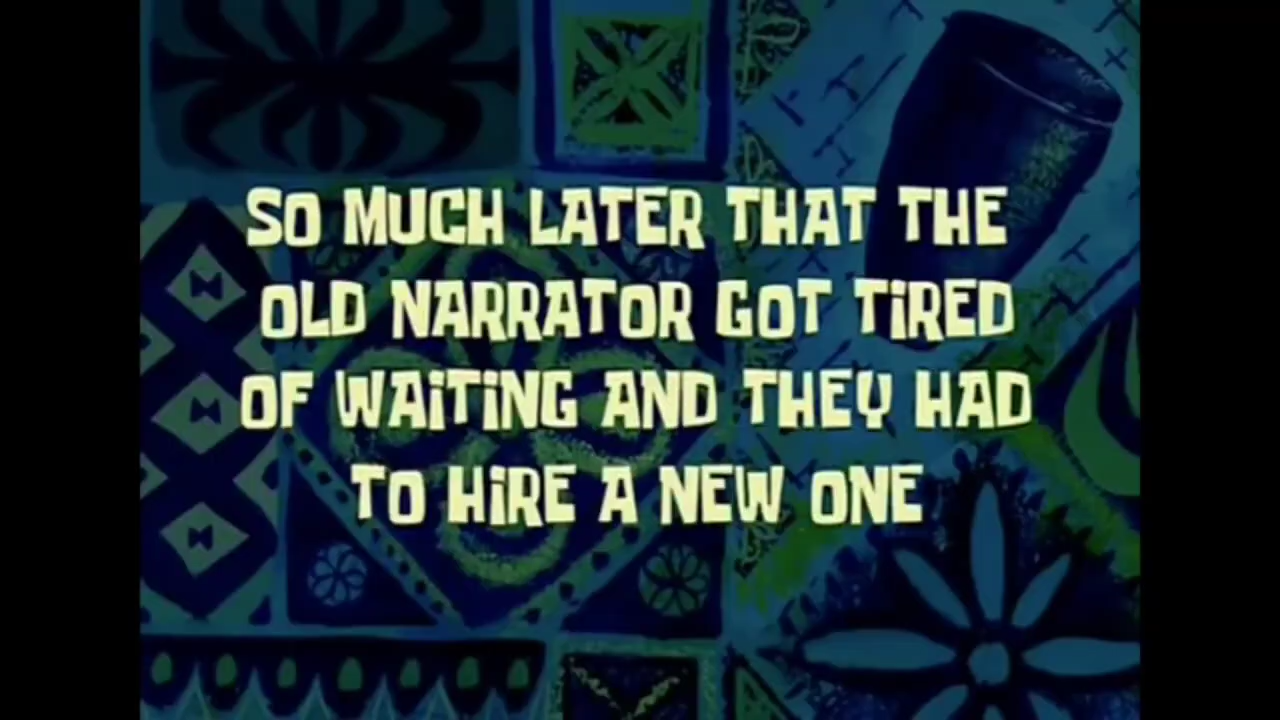 SO MUCH LATER THAT THE
OLD NARRATOR GOT TIRED
OF WAITING AND THEY HAD
TO HIRE A NEW ONE